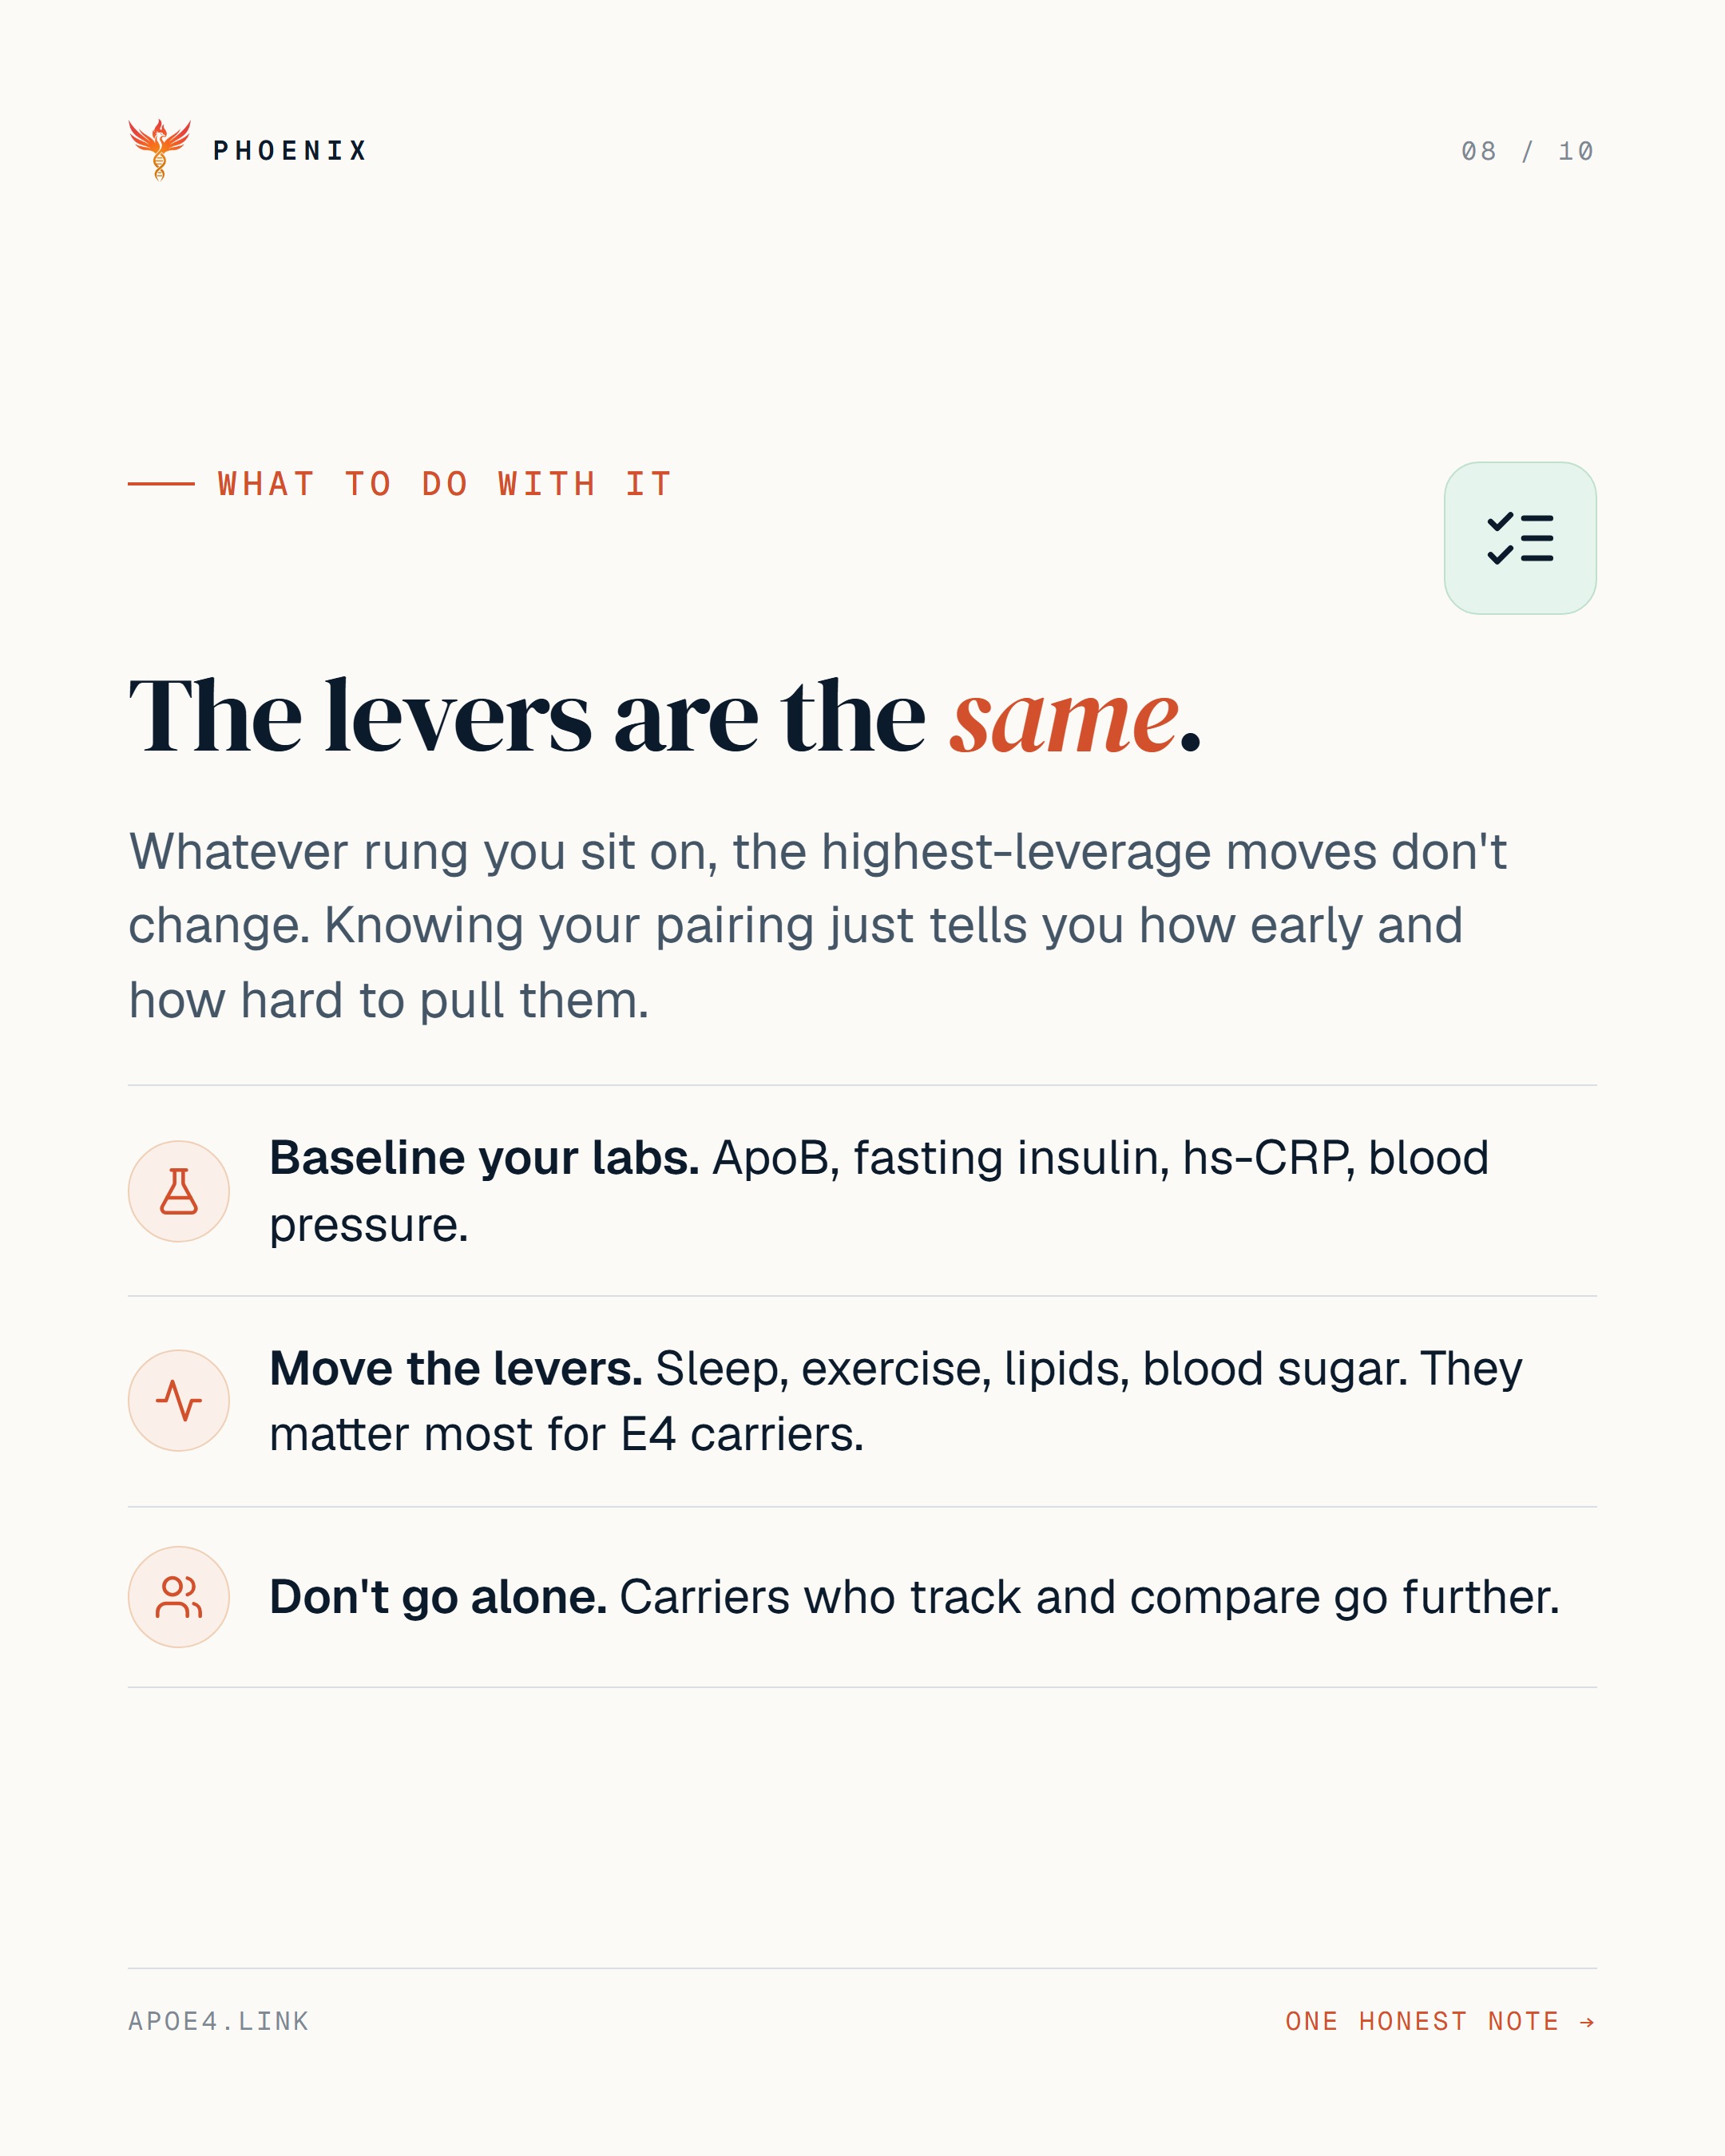 PHOENIX
08 / 10
WHAT TO DO WITH IT
The levers are the same.
Whatever rung you sit on, the highest-leverage moves don't
change. Knowing your pairing just tells you how early and
how hard to pull them.
Baseline your labs. ApoB, fasting insulin, hs-CRP, blood
pressure.
Move the levers. Sleep, exercise, lipids, blood sugar. They
matter most for E4 carriers.
Don't go alone. Carriers who track and compare go further.
APOE4.LINK
ONE HONEST NOTE →